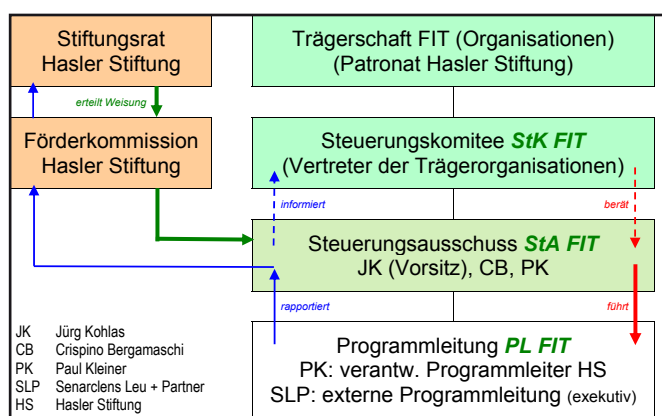 Stiftungsrat
Hasler Stiftung
Trägerschaft FIT (Organisationen)
(Patronat Hasler Stiftung)
erteilt Weisung
Förderkommission
Hasler Stiftung
Steuerungskomitee StK FIT
(Vertreter der Trägerorganisationen)
informiert
berät
Steuerungsausschuss StA FIT
JK (Vorsitz), CB, PK
rapportiert
führt
Programmleitung PL FIT
PK: verantw. Programmleiter HS
SLP: externe Programmleitung (exekutiv)
JK Jürg Kohlas
CB Crispino Bergamaschi
PK Paul Kleiner
SLP Senarclens Leu + Partner
HS Hasler Stiftung